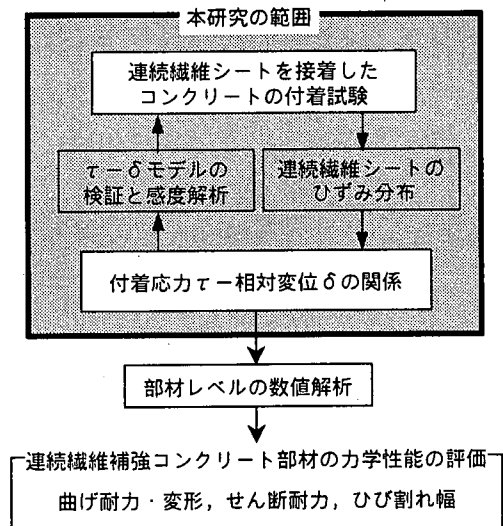 本研究の範囲
連続繊維シートを接着した
コンクリートの付着試験
τ－δモデルの
検証と感度解析
連続繊維シートの
ひずみ分布
付着応力τ－相対変位δの関係
部材レベルの数値解析
連続繊維補強コンクリート部材の力学性能の評価
曲げ耐力・変形，せん断耐力，ひび割れ幅